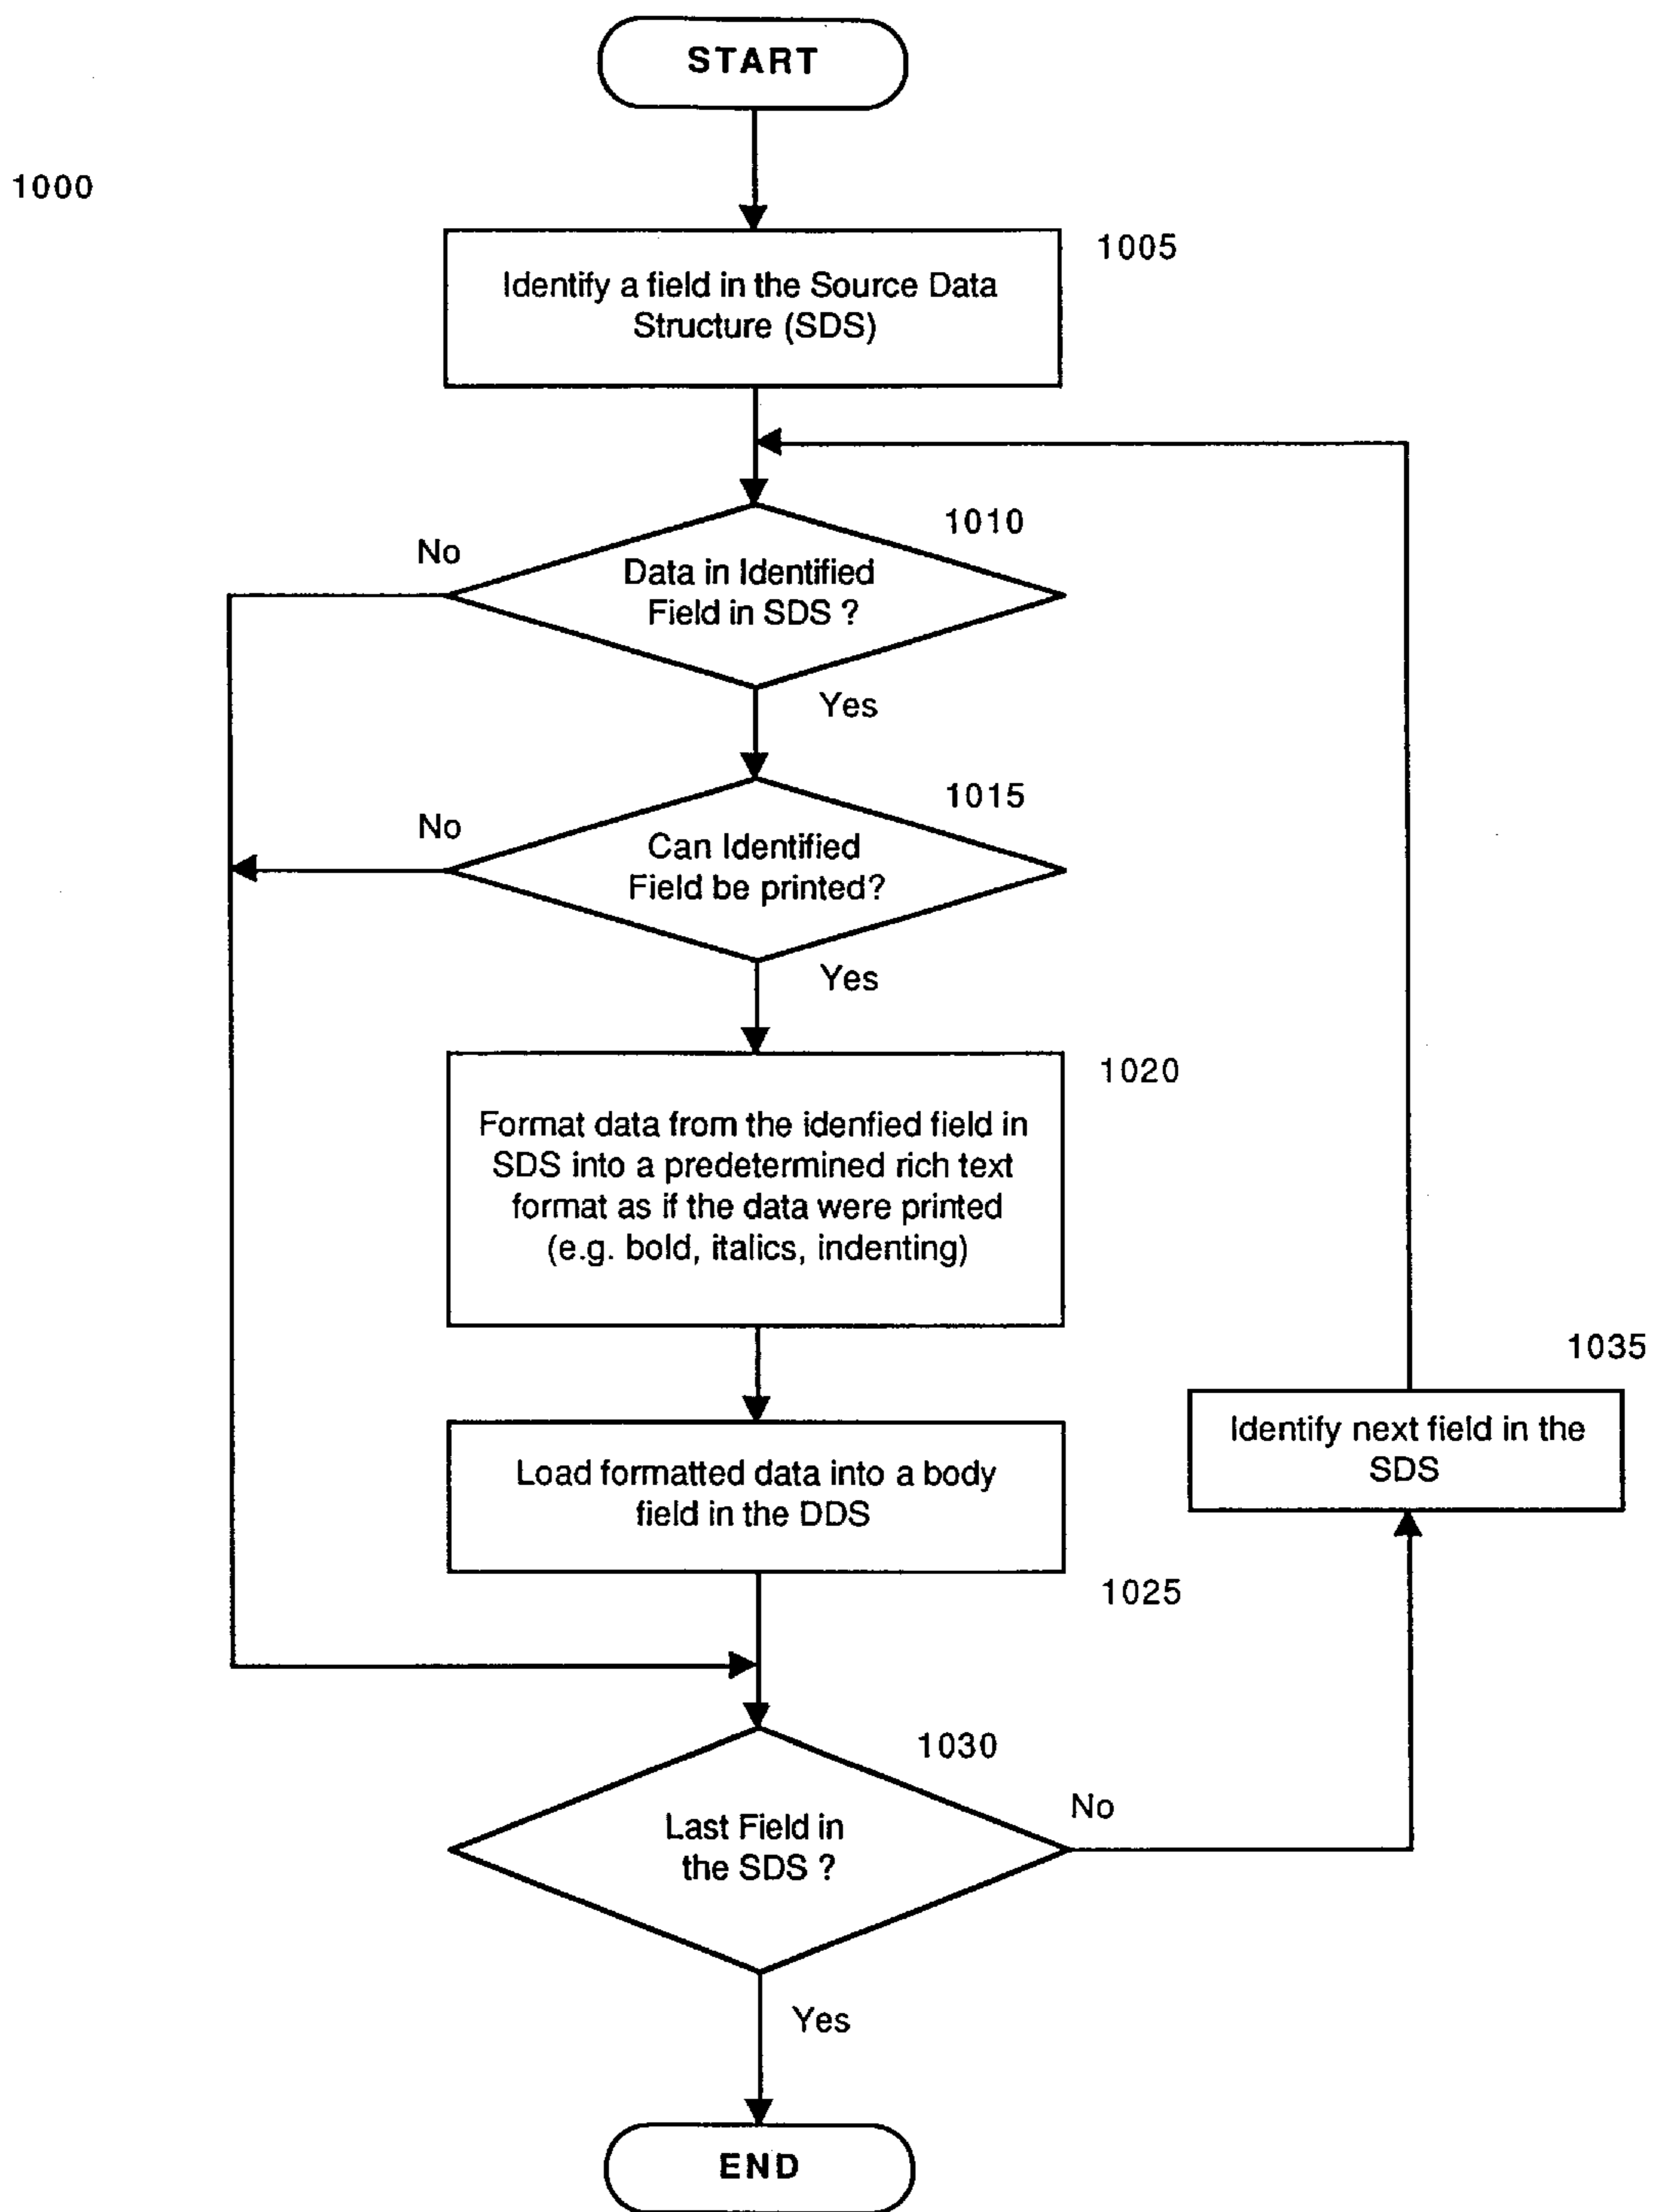 START
1000
1005
Identify a field in the Source Data
Structure (SDS)
1010
No
Data in Identified
Field in SDS ?
Yes
1015
No
Can Identified
Field be printed?
Yes
1020
Format data from the idenfied field in
SDS into a predetermined rich text
format as if the data were printed
(e.g. bold, italics, indenting)
1035
Identify next field in the
SDS
Load formatted data into a body
field in the DDS
1025
1030
No
Last Field in
the SDS ?
Yes
END